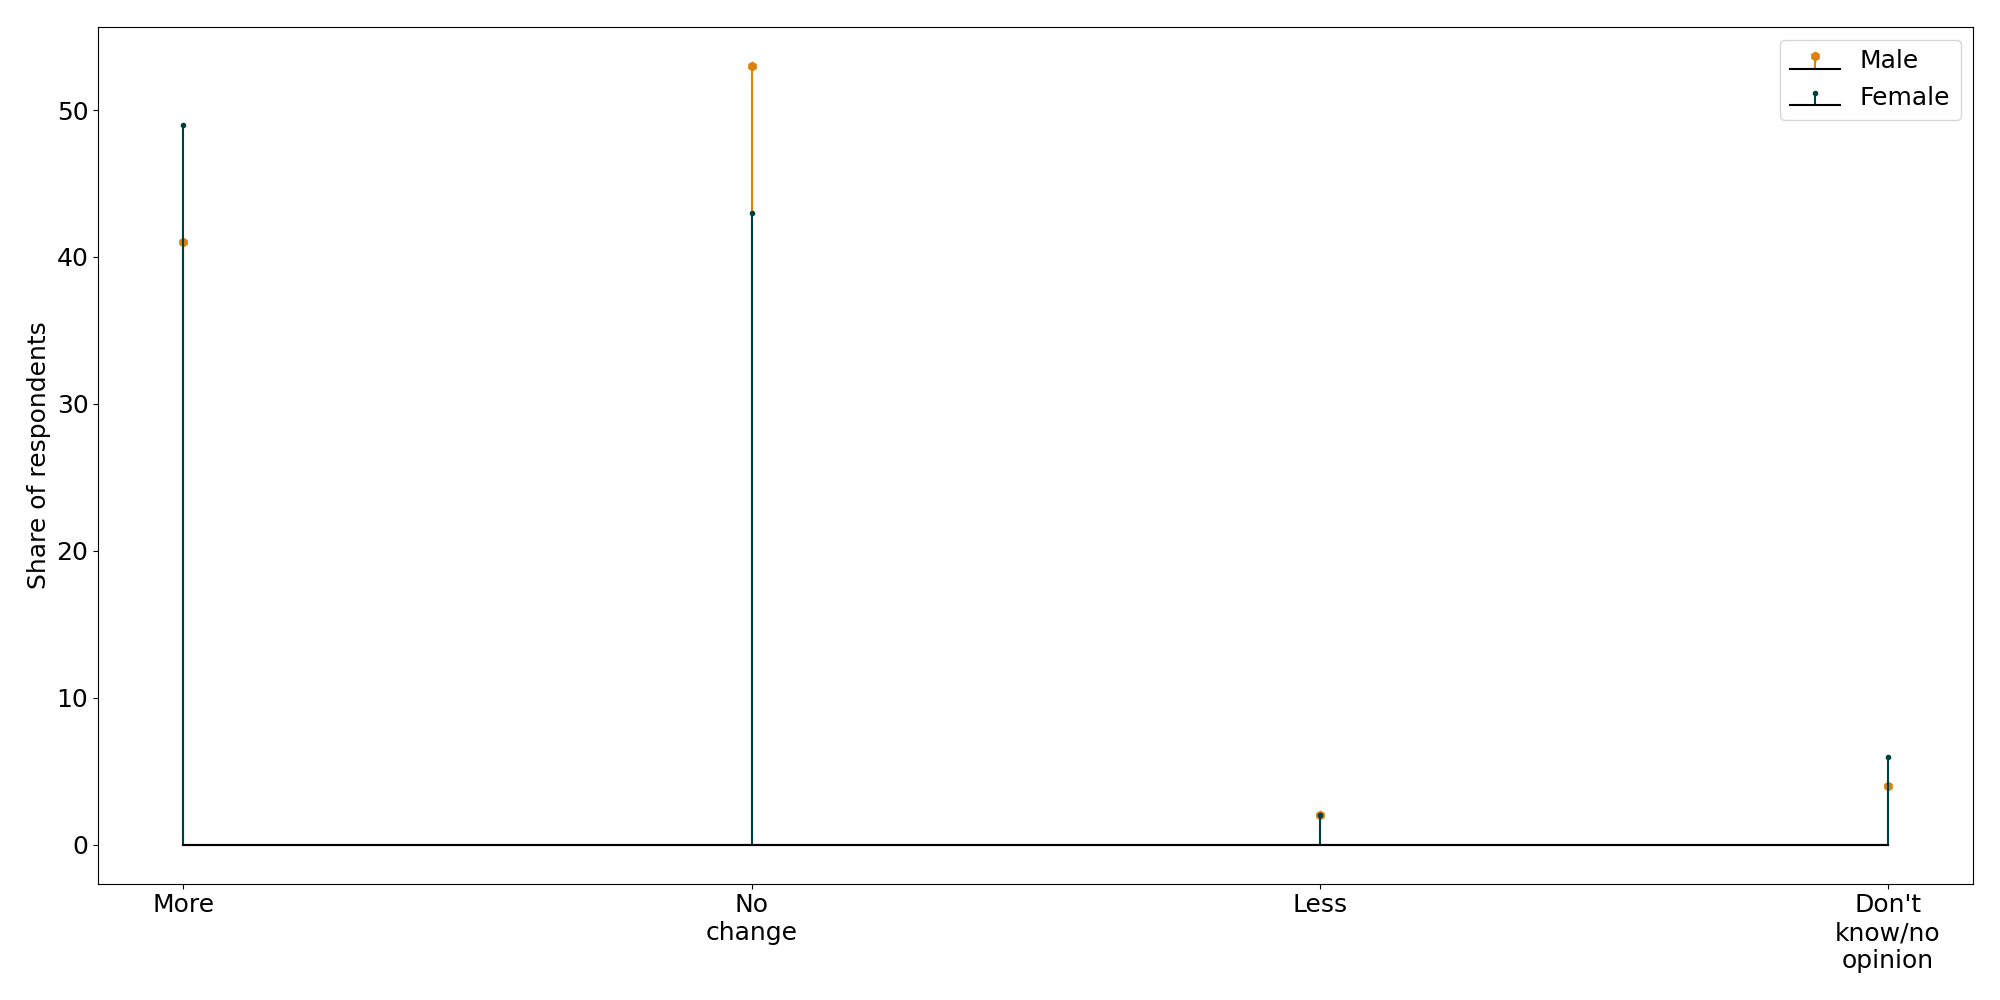 Male
Female
50
40
30
20
10
0
Share of respondents
More
No
change
Less
Don't
know/no
opinion